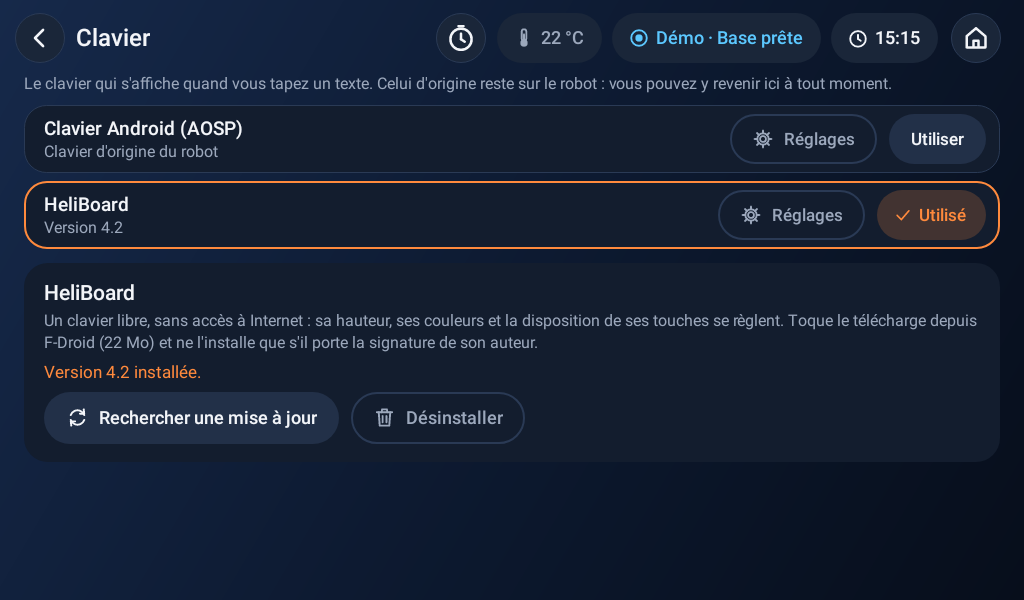 Clavier
22 °C
Démo · Base prête
15:15
Le clavier qui s'affiche quand vous tapez un texte. Celui d'origine reste sur le robot : vous pouvez y revenir ici à tout moment.
Clavier Android (AOSP)
Clavier d'origine du robot
Réglages
Utiliser
HeliBoard
Version 4.2
Réglages
Utilisé
HeliBoard
Un clavier libre, sans accès à Internet : sa hauteur, ses couleurs et la disposition de ses touches se règlent. Toque le télécharge depuis
F-Droid (22 Mo) et ne l'installe que s'il porte la signature de son auteur.
Version 4.2 installée.
Rechercher une mise à jour
Désinstaller